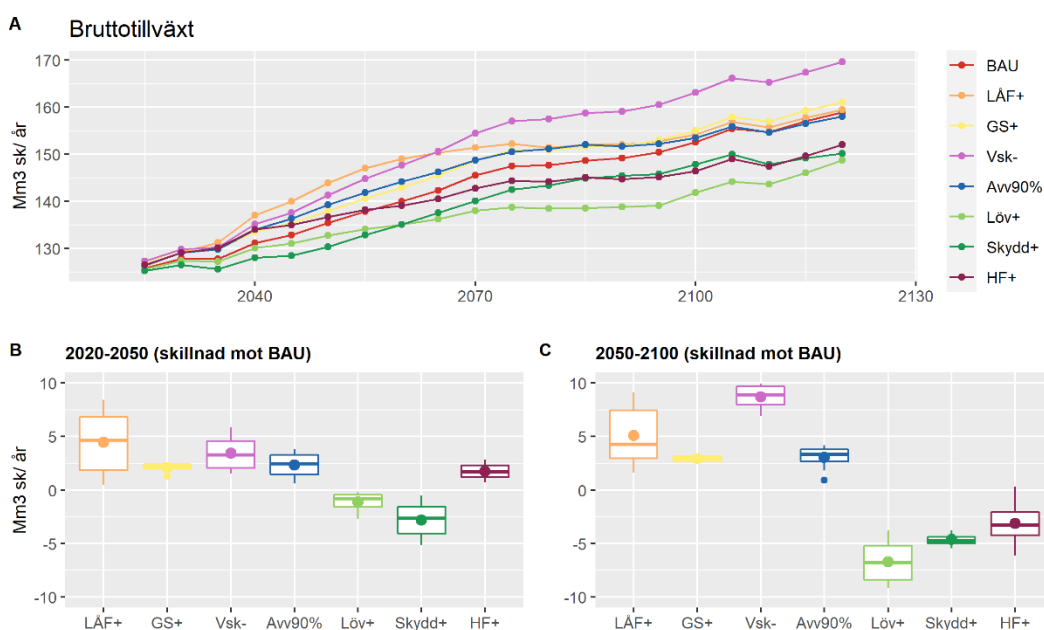 A
Bruttotillväxt
Mm3 sk/ år
170
160
150
140
130
2040
2070
2100
2130
BAU
LÅF+
GS+
Vsk-
Avv90%
Löv+
Skydd+
HF+
B
2020-2050 (skillnad mot BAU)
Mm3 sk/ år
10
5
0
-5
-10
LÅF+ GS+ Vsk- Avv90% Löv+ Skydd+ HF+
C
2050-2100 (skillnad mot BAU)
10
5
0
-5
-10
LÅF+ GS+ Vsk- Avv90% Löv+ Skydd+ HF+